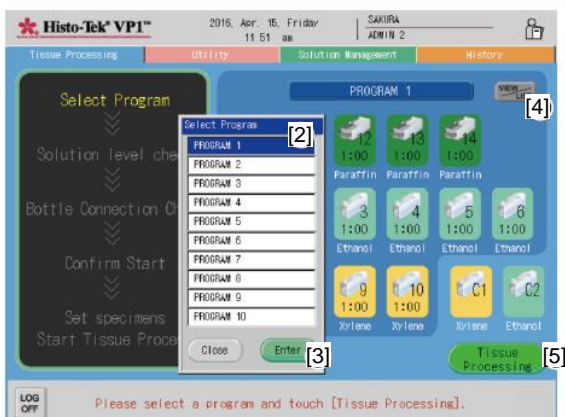 Histo-Tek® VP1™
2016, Apr. 15, Friday
11 51 am
SAKURA
ADMIN 2
Tissue Processing
Utility
Solution Management
History
Select Program
Solution level che
Bottle Connection Ch
Confirm Start
Set specimens
Start Tissue Proce
PROGRAM 1
VIEW
[4]
Select Program
[2]
PROGRAM 1
PROGRAM 2
PROGRAM 3
PROGRAM 4
PROGRAM 5
PROGRAM 6
PROGRAM 7
PROGRAM 8
PROGRAM 9
PROGRAM 10
Close
Enter
[3]
12
13
14
1:00
1:00
1:00
Paraffin
Paraffin
Paraffin
3
4
5
6
1:00
1:00
1:00
1:00
Ethanol
Ethanol
Ethanol
Ethanol
9
10
C1
C2
1:00
1:00
Xylene
Xylene
Xylene
Ethanol
Tissue
Processing
[5]
LOG
OFF
Please select a program and touch [Tissue Processing].